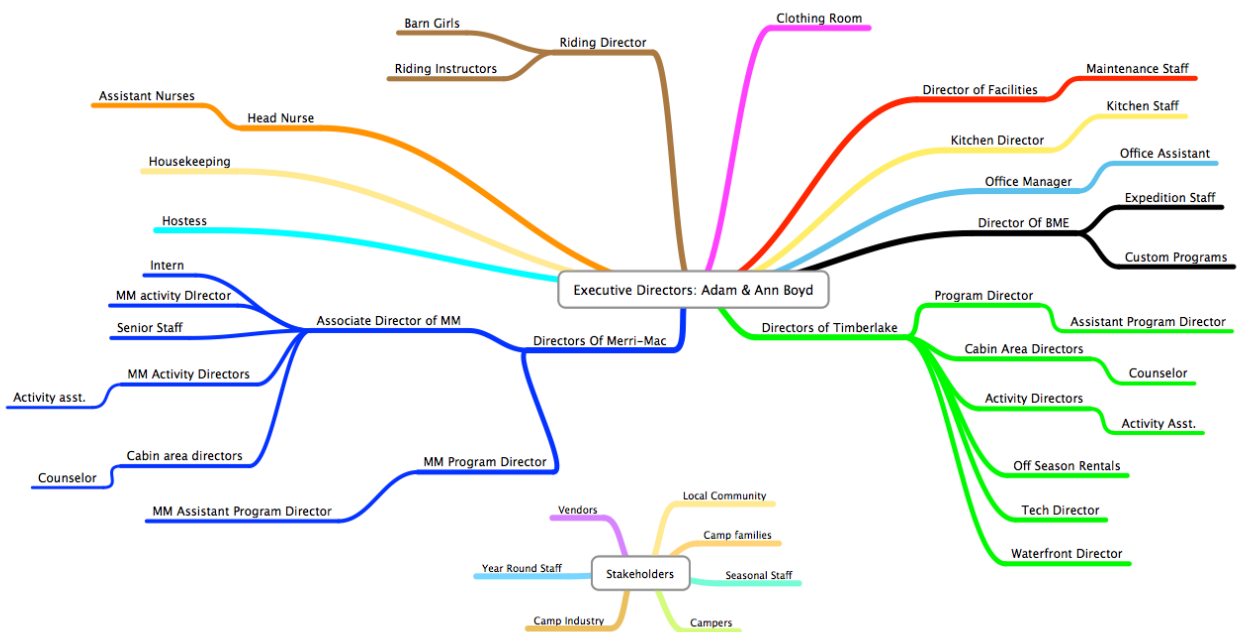 Clothing Room
Barn Girls
Riding Director
Riding Instructors
Maintenance Staff
Director of Facilities
Assistant Nurses
Head Nurse
Kitchen Staff
Kitchen Director
Housekeeping
Office Assistant
Office Manager
Hostess
Expedition Staff
Director Of BME
Custom Programs
Executive Directors: Adam & Ann Boyd
Intern
MM activity DIrector
Senior Staff
Associate Director of MM
Directors Of Merri-Mac
MM Activity Directors
Activity asst.
Cabin area directors
Counselor
MM Program Director
MM Assistant Program Director
Directors of Timberlake
Program Director
Assistant Program Director
Cabin Area Directors
Counselor
Activity Directors
Activity Asst.
Off Season Rentals
Tech Director
Waterfront Director
Stakeholders
Vendors
Local Community
Camp families
Year Round Staff
Seasonal Staff
Camp Industry
Campers